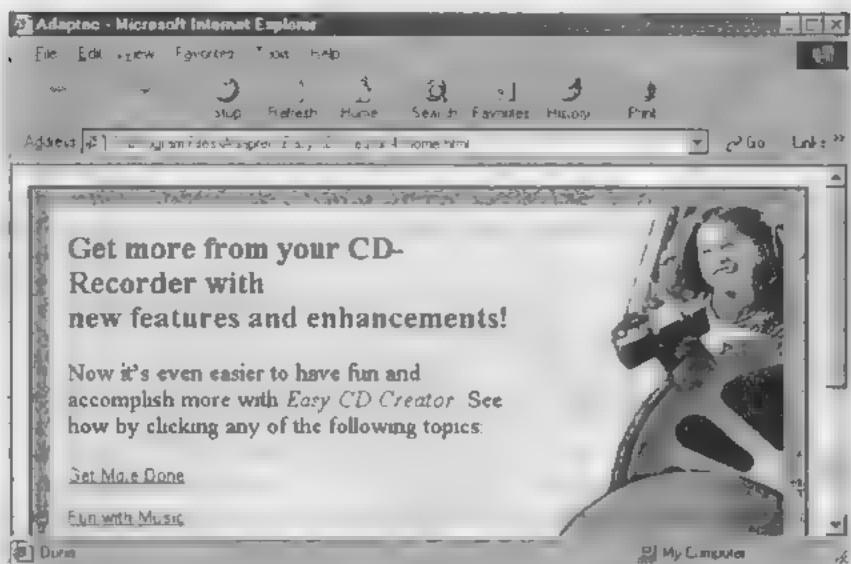 Adaptec - Microsoft Internet Explorer
File Edit View Favorites Tools Help
Stop Refresh Home Search Favorites History Print
Address home.html Go Links »
Get more from your CD-
Recorder with
new features and enhancements!
Now it's even easier to have fun and
accomplish more with Easy CD Creator. See
how by clicking any of the following topics:
Get More Done
Fun with Music
Done My Computer